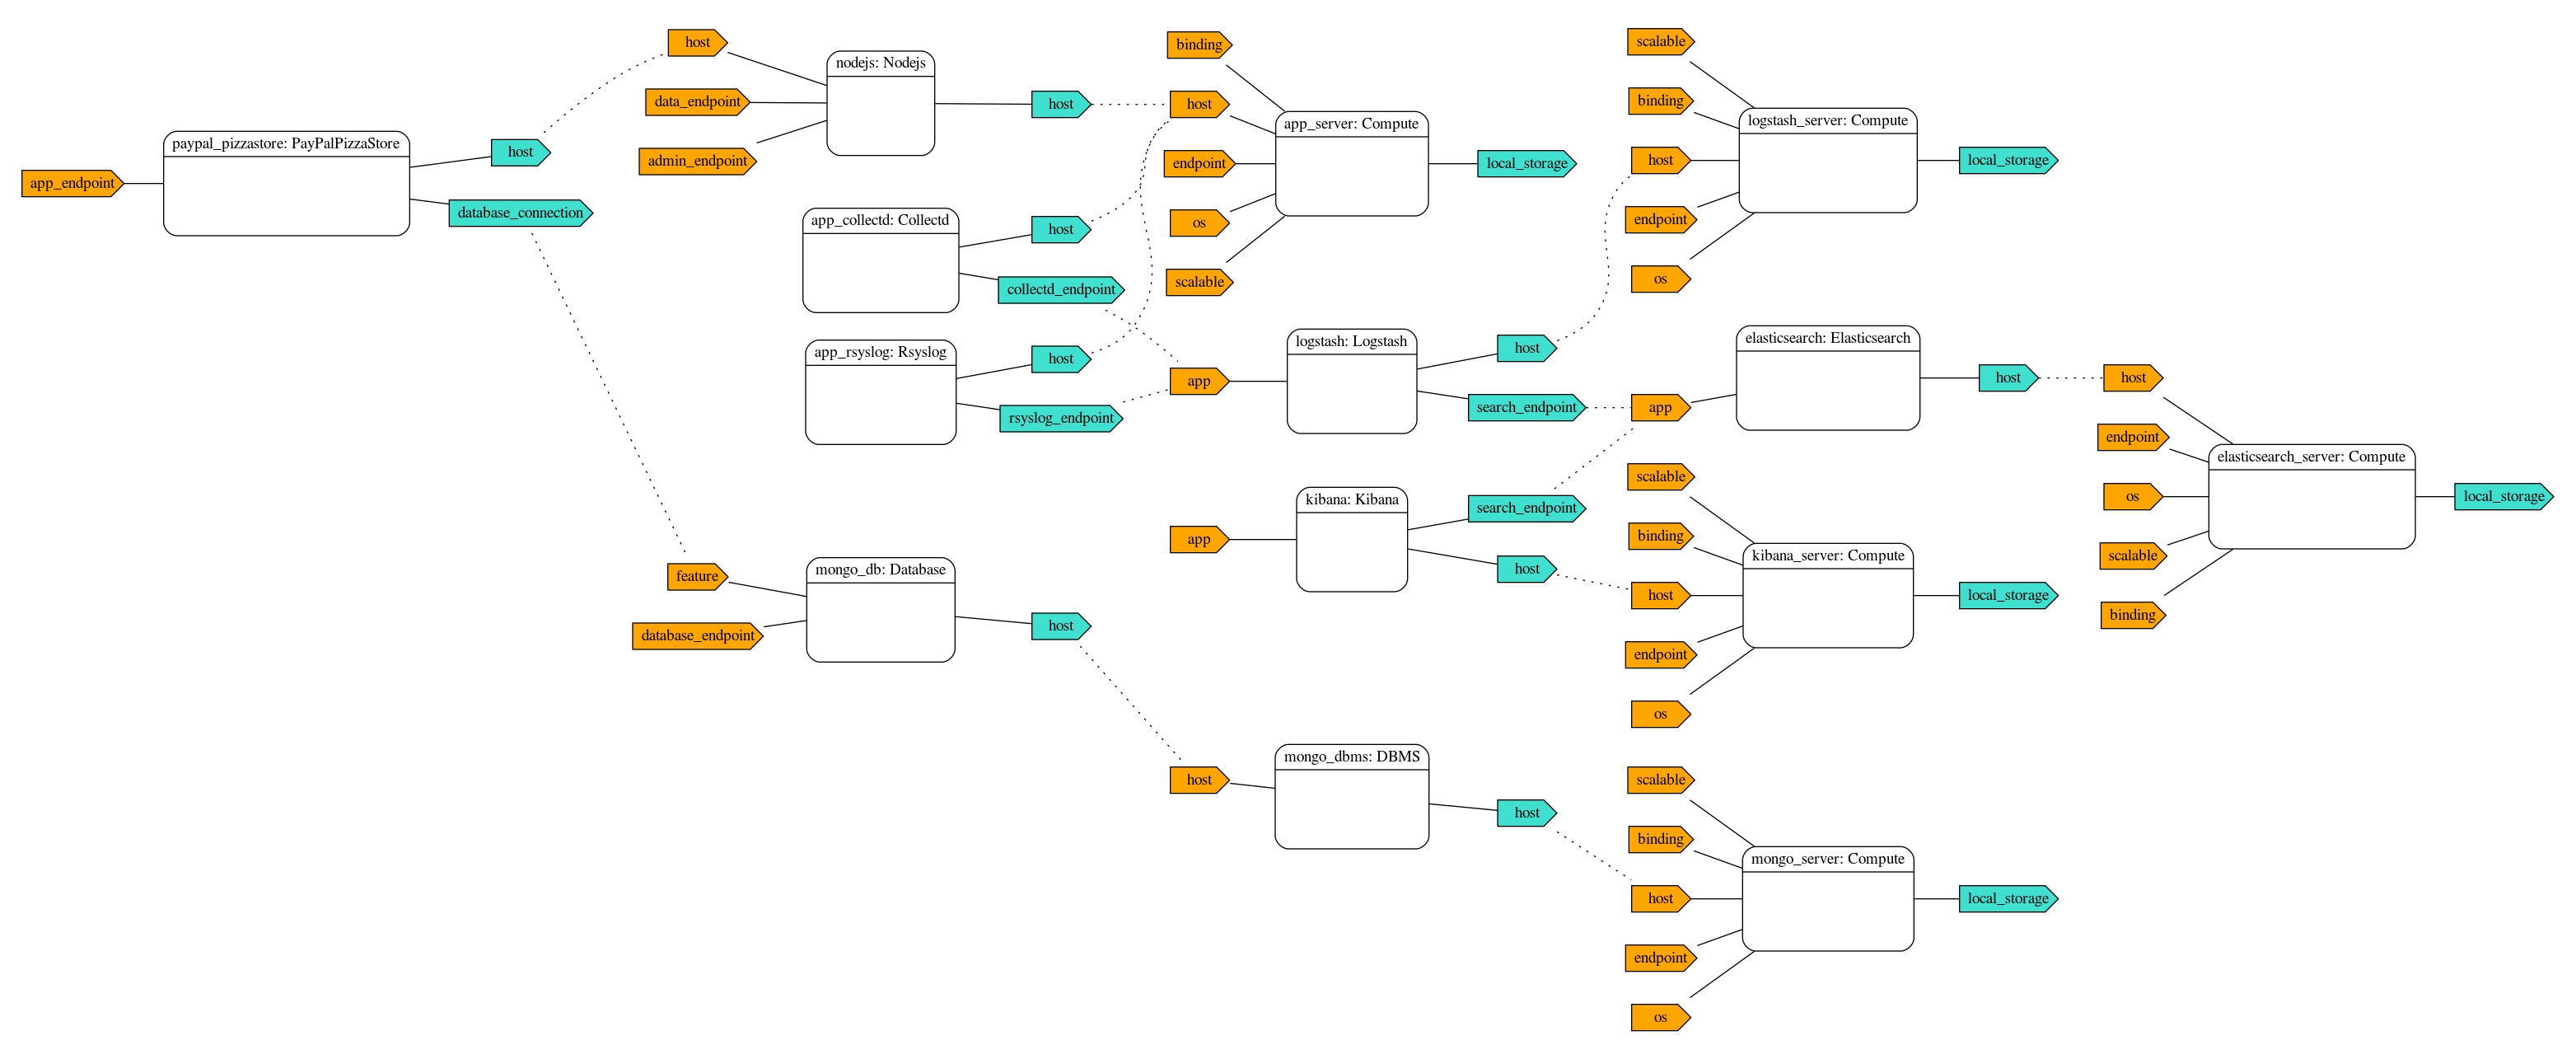 app_endpoint
paypal_pizzastore: PayPalPizzaStore
host
database_connection
host
data_endpoint
admin_endpoint
nodejs: Nodejs
host
app_collectd: Collectd
host
collectd_endpoint
app_rsyslog: Rsyslog
host
rsyslog_endpoint
feature
database_endpoint
mongo_db: Database
host
binding
host
endpoint
os
scalable
app_server: Compute
local_storage
app
logstash: Logstash
host
search_endpoint
app
kibana: Kibana
search_endpoint
host
host
mongo_dbms: DBMS
host
scalable
binding
host
endpoint
os
logstash_server: Compute
local_storage
app
elasticsearch: Elasticsearch
host
scalable
binding
host
endpoint
os
kibana_server: Compute
local_storage
scalable
binding
host
endpoint
os
mongo_server: Compute
local_storage
host
endpoint
os
scalable
binding
elasticsearch_server: Compute
local_storage